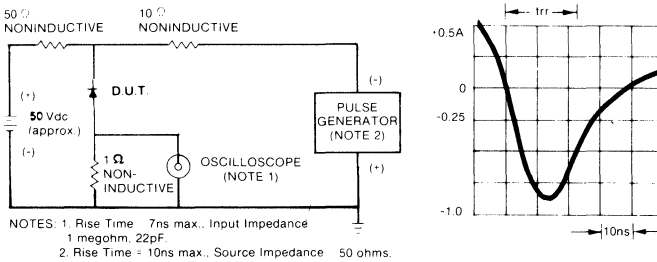 50 Ω
NONINDUCTIVE
10 Ω
NONINDUCTIVE
(+)
50 Vdc
(approx.)
(-)
D.U.T.
1 Ω
NON-
INDUCTIVE
OSCILLOSCOPE
(NOTE 1)
(-)
PULSE
GENERATOR
(NOTE 2)
(+)
NOTES: 1. Rise Time 7ns max., Input Impedance
1 megohm, 22pF.
2. Rise Time = 10ns max., Source Impedance 50 ohms.
trr
+0.5A
0
-0.25
-1.0
10ns